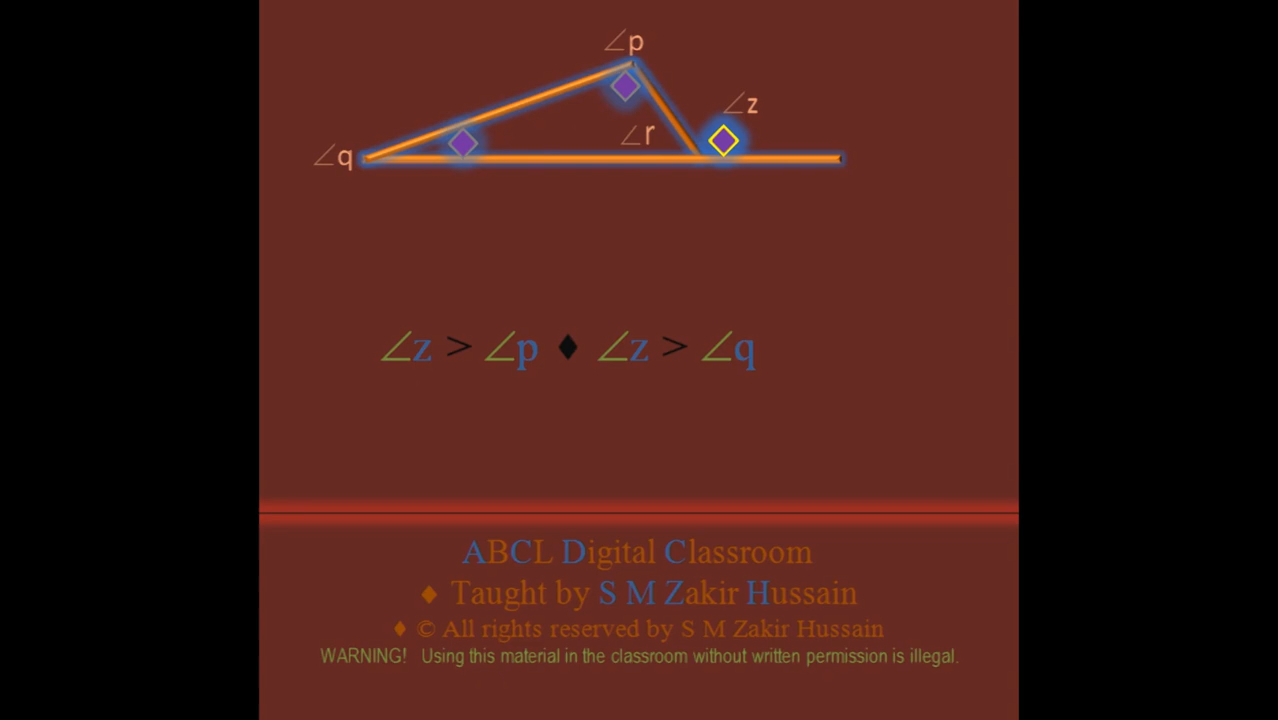 ∠p
∠z
∠r
∠q
∠z > ∠p ♦ ∠z > ∠q
ABCL Digital Classroom
♦ Taught by S M Zakir Hussain
♦ © All rights reserved by S M Zakir Hussain
WARNING! Using this material in the classroom without written permission is illegal.